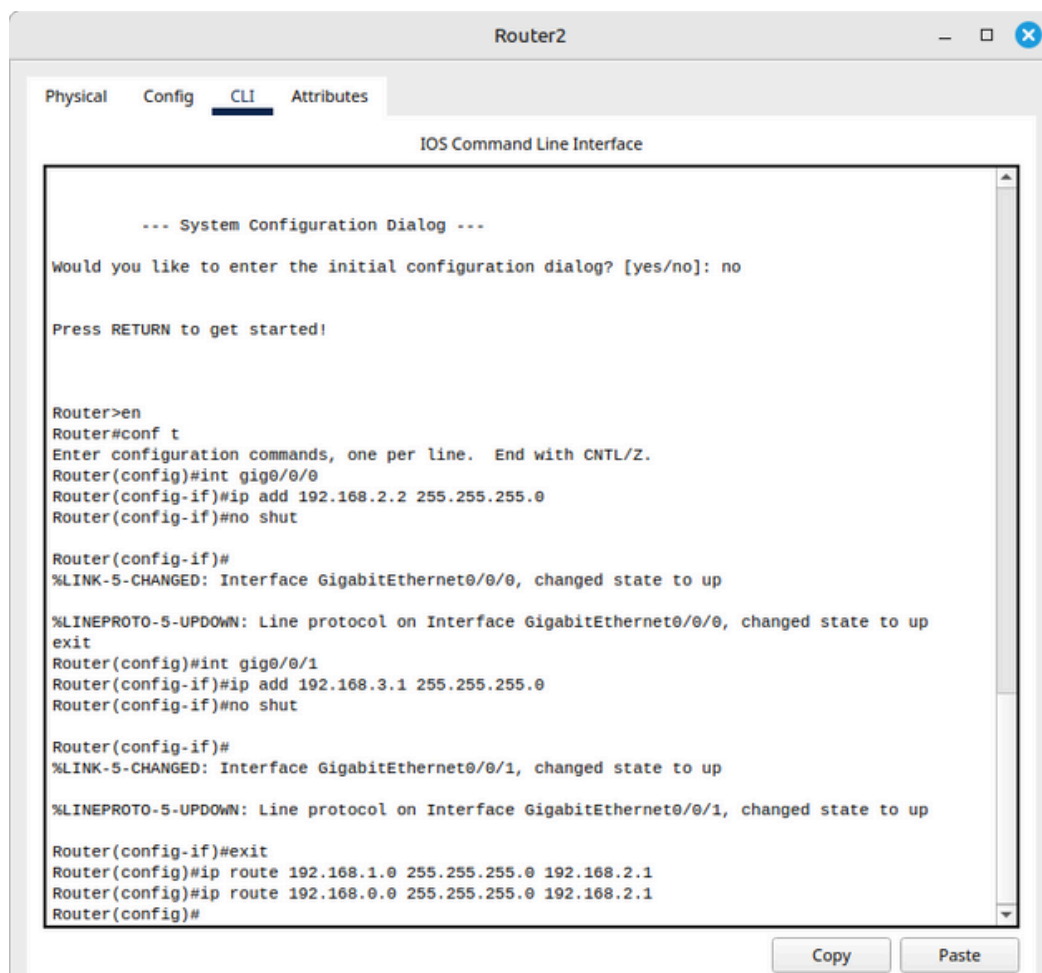 Router2
Physical Config CLI Attributes
IOS Command Line Interface
--- System Configuration Dialog ---
Would you like to enter the initial configuration dialog? [yes/no]: no
Press RETURN to get started!
Router>en
Router#conf t
Enter configuration commands, one per line.  End with CNTL/Z.
Router(config)#int gig0/0/0
Router(config-if)#ip add 192.168.2.2 255.255.255.0
Router(config-if)#no shut
Router(config-if)#
%LINK-5-CHANGED: Interface GigabitEthernet0/0/0, changed state to up
%LINEPROTO-5-UPDOWN: Line protocol on Interface GigabitEthernet0/0/0, changed state to up
exit
Router(config)#int gig0/0/1
Router(config-if)#ip add 192.168.3.1 255.255.255.0
Router(config-if)#no shut
Router(config-if)#
%LINK-5-CHANGED: Interface GigabitEthernet0/0/1, changed state to up
%LINEPROTO-5-UPDOWN: Line protocol on Interface GigabitEthernet0/0/1, changed state to up
Router(config-if)#exit
Router(config)#ip route 192.168.1.0 255.255.255.0 192.168.2.1
Router(config)#ip route 192.168.0.0 255.255.255.0 192.168.2.1
Router(config)#
Copy Paste